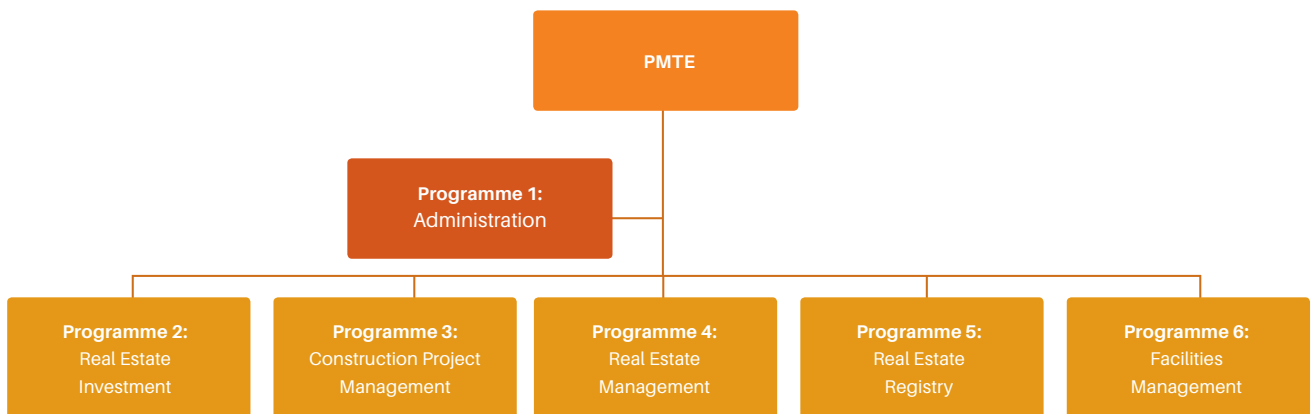 PMTE
Programme 1:
Administration
Programme 2:
Real Estate
Investment
Programme 3:
Construction Project
Management
Programme 4:
Real Estate
Management
Programme 5:
Real Estate
Registry
Programme 6:
Facilities
Management